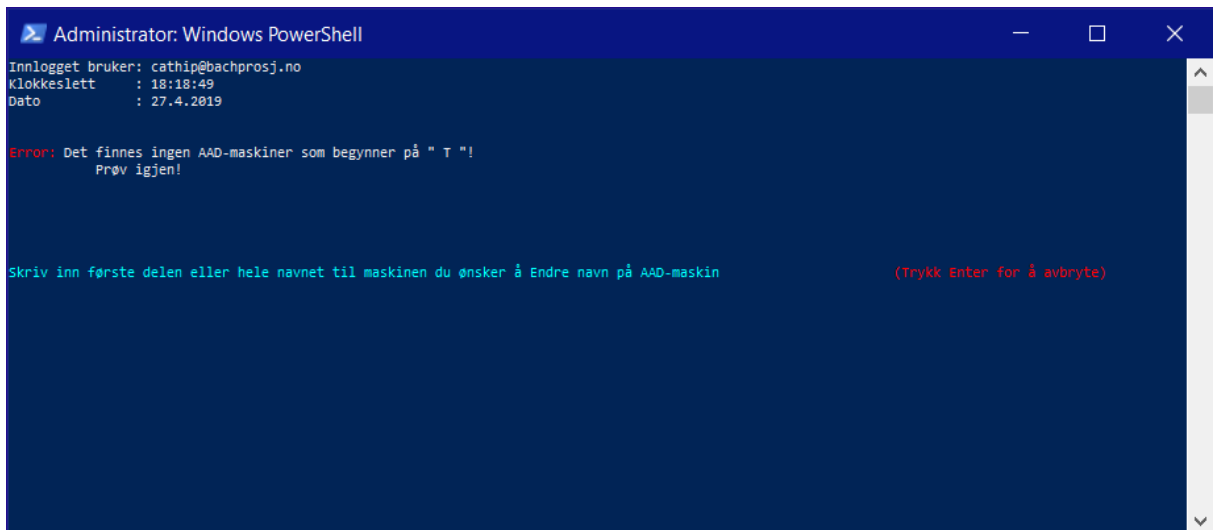 Administrator: Windows PowerShell
Innlogget bruker: cathip@bachprosj.no
Klokkeslett : 18:18:49
Dato : 27.4.2019
Error: Det finnes ingen AAD-maskiner som begynner på " T "!
Prøv igjen!
Skriv inn første delen eller hele navnet til maskinen du ønsker å Endre navn på AAD-maskin (Trykk Enter for å avbryte)